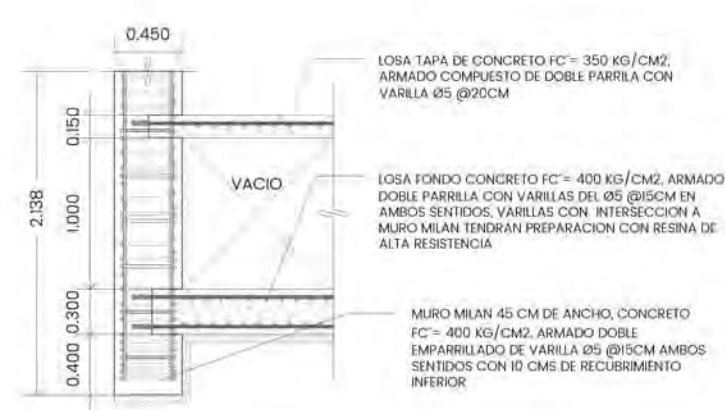 0.450
LOSA TAPA DE CONCRETO FC´= 350 KG/CM2,
ARMADO COMPUESTO DE DOBLE PARRILA CON
VARILLA Ø5 @20CM
0.150
VACIO
2.138
1.000
LOSA FONDO CONCRETO FC´= 400 KG/CM2, ARMADO
DOBLE PARRILLA CON VARILLAS DEL Ø5 @15CM EN
AMBOS SENTIDOS, VARILLAS CON INTERSECCION A
MURO MILAN TENDRAN PREPARACION CON RESINA DE
ALTA RESISTENCIA
0.300
0.400
MURO MILAN 45 CM DE ANCHO, CONCRETO
FC´= 400 KG/CM2, ARMADO DOBLE
EMPARRILLADO DE VARILLA Ø5 @15CM AMBOS
SENTIDOS CON 10 CMS DE RECUBRIMIENTO
INFERIOR